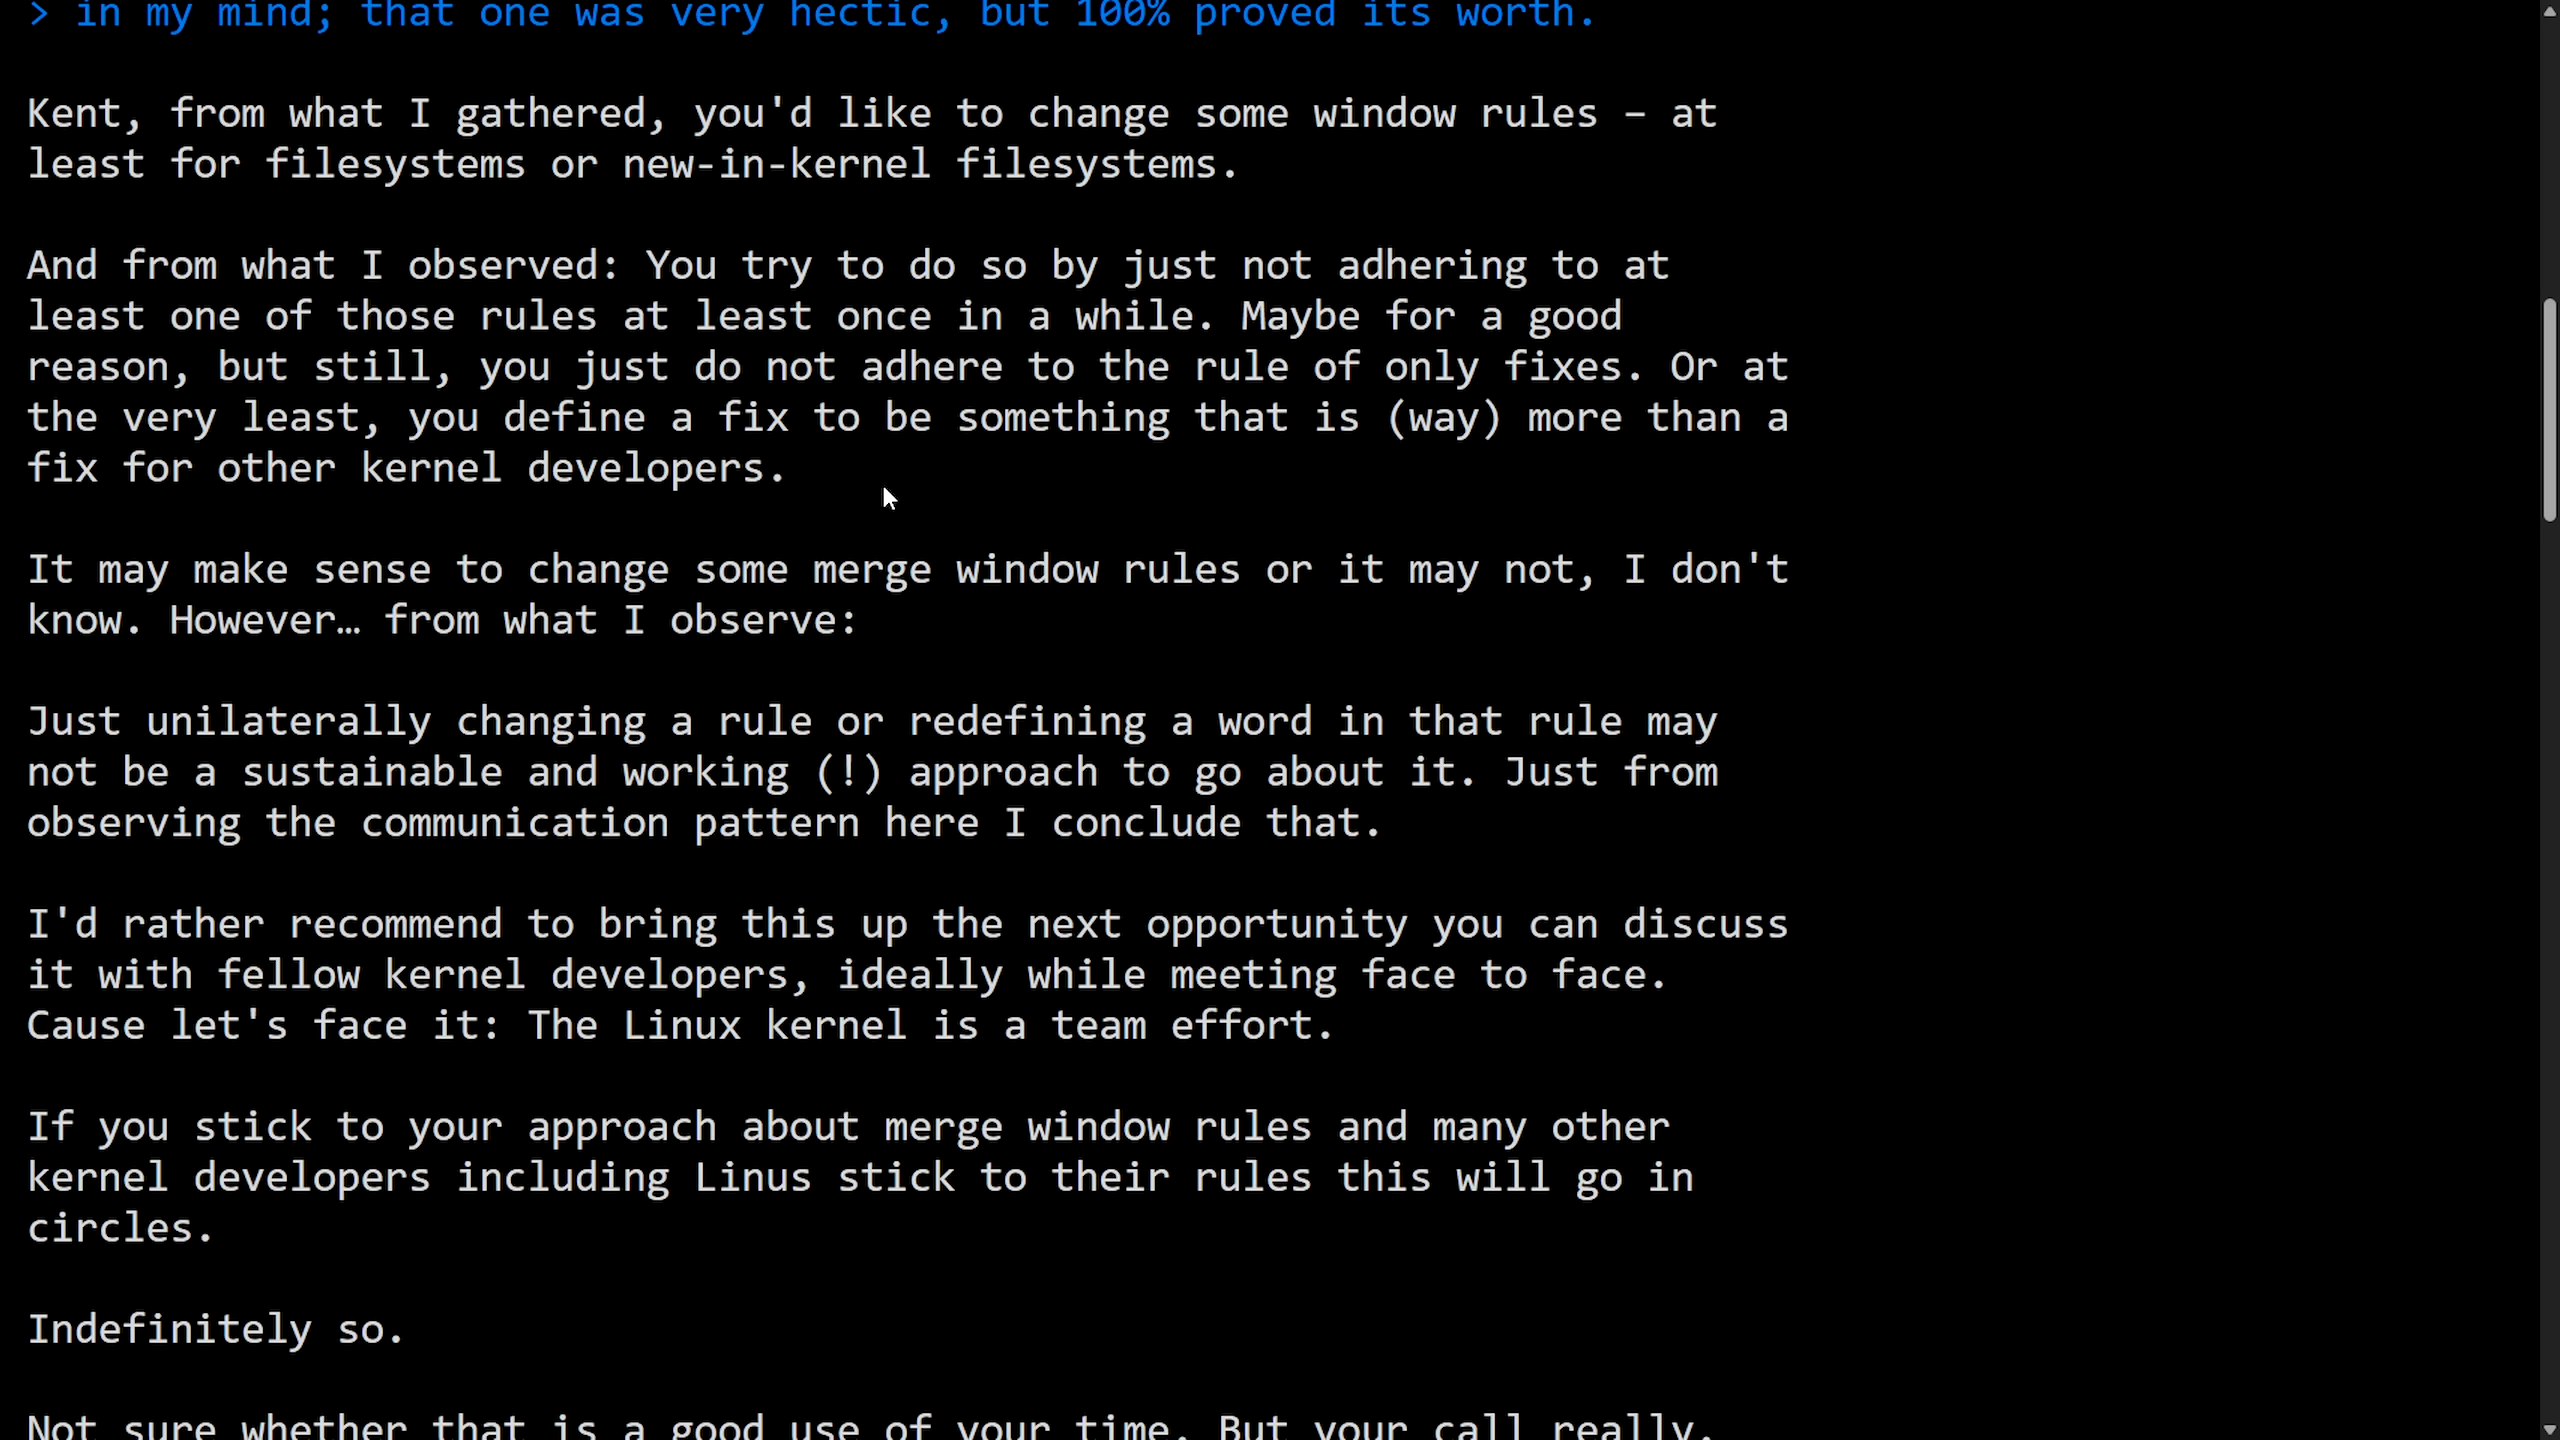 > in my mind; that one was very hectic, but 100% proved its worth.
Kent, from what I gathered, you'd like to change some window rules – at
least for filesystems or new-in-kernel filesystems.
And from what I observed: You try to do so by just not adhering to at
least one of those rules at least once in a while. Maybe for a good
reason, but still, you just do not adhere to the rule of only fixes. Or at
the very least, you define a fix to be something that is (way) more than a
fix for other kernel developers.
It may make sense to change some merge window rules or it may not, I don't
know. However… from what I observe:
Just unilaterally changing a rule or redefining a word in that rule may
not be a sustainable and working (!) approach to go about it. Just from
observing the communication pattern here I conclude that.
I'd rather recommend to bring this up the next opportunity you can discuss
it with fellow kernel developers, ideally while meeting face to face.
Cause let's face it: The Linux kernel is a team effort.
If you stick to your approach about merge window rules and many other
kernel developers including Linus stick to their rules this will go in
circles.
Indefinitely so.
Not sure whether that is a good use of your time. But your call really.